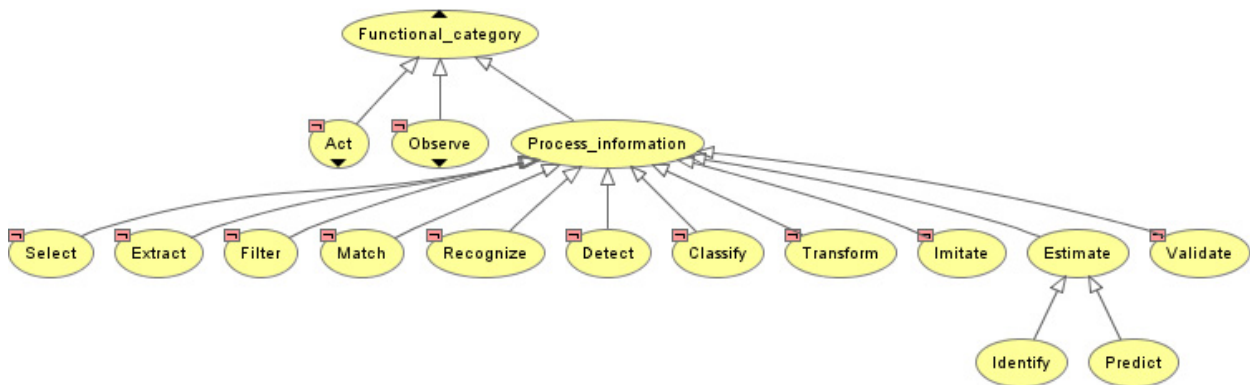 Functional_category
Act
Observe
Process_information
Select
Extract
Filter
Match
Recognize
Detect
Classify
Transform
Imitate
Estimate
Validate
Identify
Predict